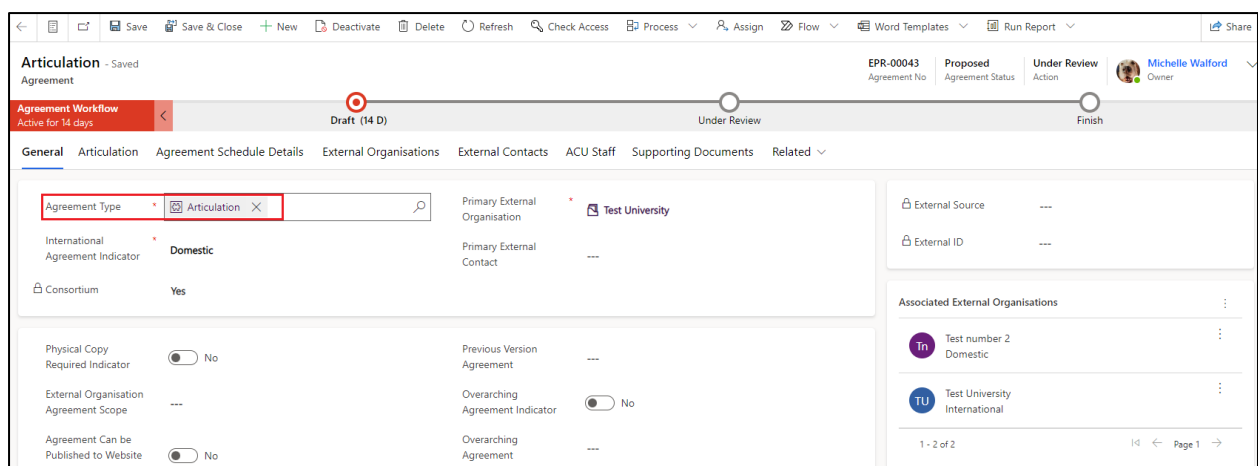 Save Save & Close New Deactivate Delete Refresh Check Access Process Assign Flow Word Templates Run Report Share
Articulation - Saved
Agreement
EPR-00043 Proposed Under Review Michelle Walford
Agreement No Agreement Status Action Owner
Agreement Workflow
Active for 14 days
Draft (14 D) Under Review Finish
General Articulation Agreement Schedule Details External Organisations External Contacts ACU Staff Supporting Documents Related
Agreement Type * Articulation
Primary External
Organisation * Test University
International
Agreement Indicator * Domestic
Primary External
Contact ---
Consortium Yes
External Source ---
External ID ---
Physical Copy
Required Indicator No
Previous Version
Agreement ---
External Organisation
Agreement Scope ---
Overarching
Agreement Indicator No
Agreement Can be
Published to Website No
Overarching
Agreement ---
Associated External Organisations
Tn Test number 2
Domestic
TU Test University
International
1 - 2 of 2 Page 1